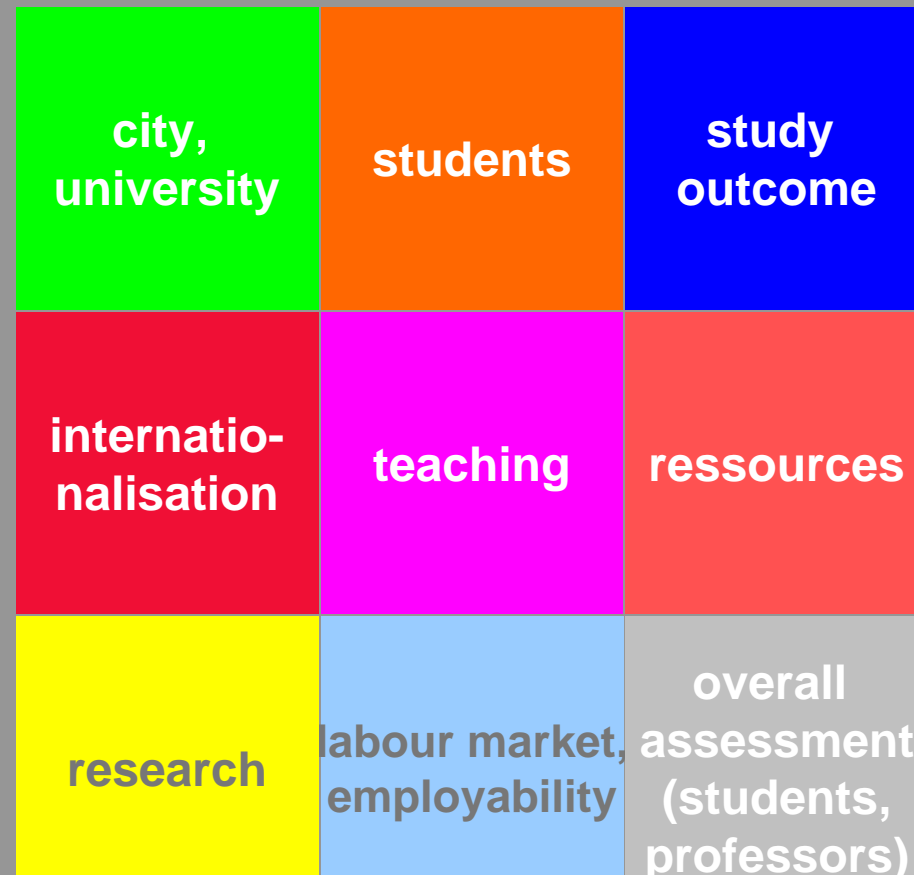 city,
university
students
study
outcome
internatio-
nalisation
teaching
ressources
research
labour market,
employability
overall
assessment
(students,
professors)